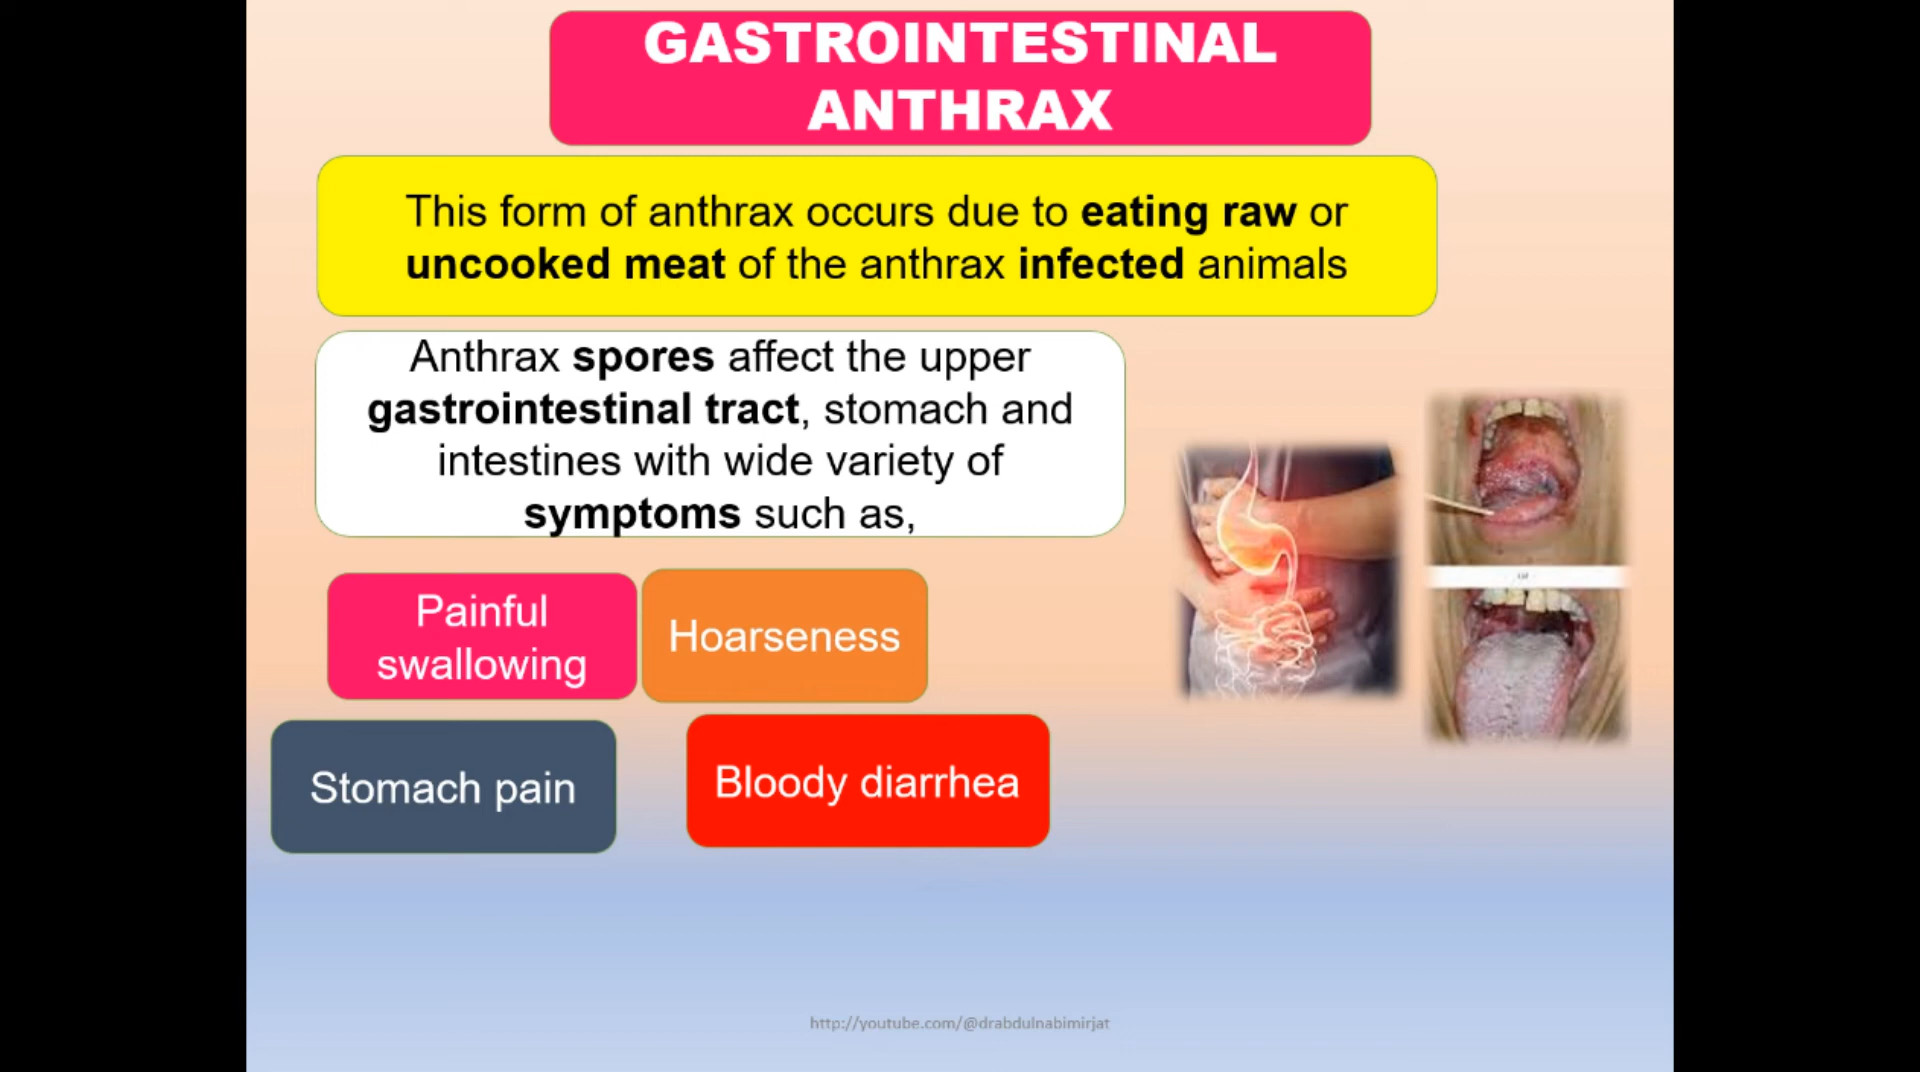 GASTROINTESTINAL
ANTHRAX
This form of anthrax occurs due to eating raw or
uncooked meat of the anthrax infected animals
Anthrax spores affect the upper
gastrointestinal tract, stomach and
intestines with wide variety of
symptoms such as,
Painful
swallowing
Hoarseness
Stomach pain
Bloody diarrhea
http://youtube.com/@drabdulnabimirjat